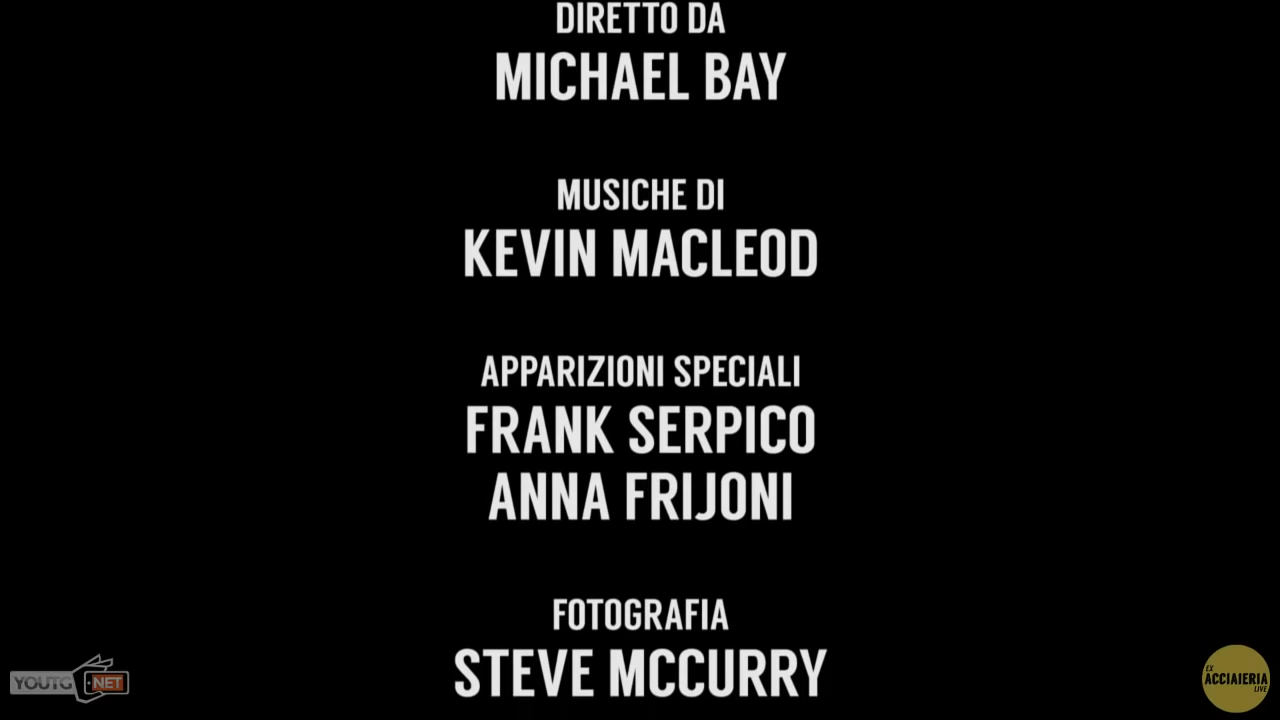 DIRETTO DA
MICHAEL BAY
MUSICHE DI
KEVIN MACLEOD
APPARIZIONI SPECIALI
FRANK SERPICO
ANNA FRIJONI
FOTOGRAFIA
STEVE MCCURRY
YOUTG NET
EX
ACCIAIERIA
LIVE